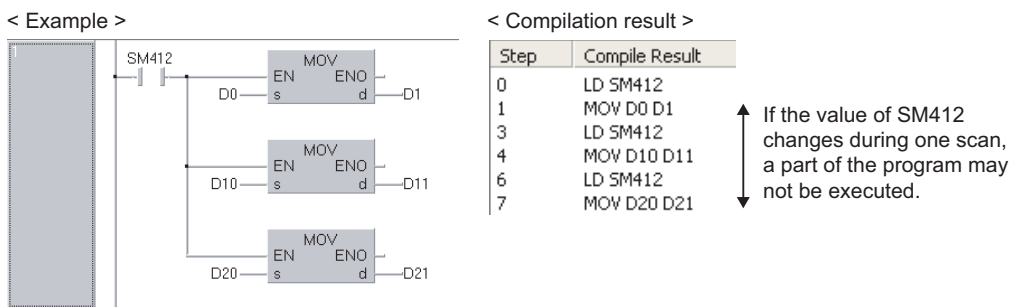 < Example >
1
SM412
MOV
EN ENO
D0 s d D1
MOV
EN ENO
D10 s d D11
MOV
EN ENO
D20 s d D21
< Compilation result >
Step Compile Result
0 LD SM412
1 MOV D0 D1
3 LD SM412
4 MOV D10 D11
6 LD SM412
7 MOV D20 D21
If the value of SM412
changes during one scan,
a part of the program may
not be executed.